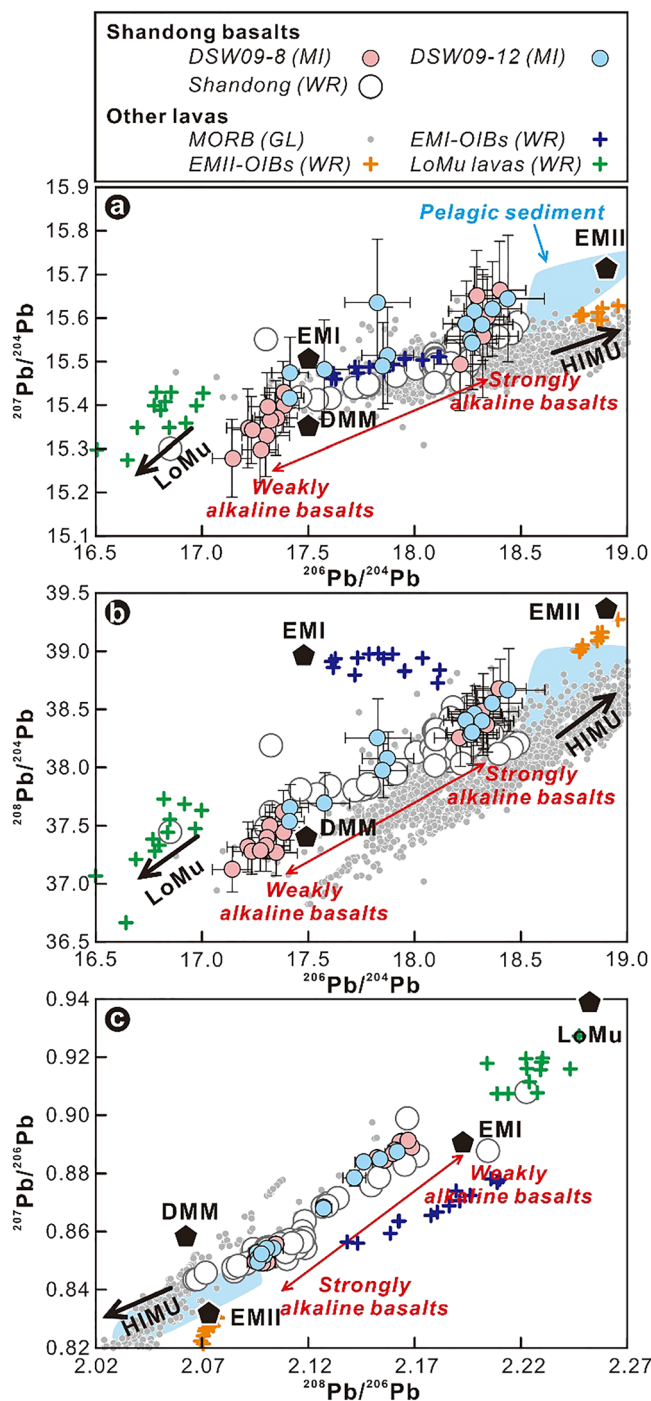 Shandong basalts
DSW09-8 (MI) DSW09-12 (MI)
Shandong (WR)
Other lavas
MORB (GL) EMI-OIBs (WR)
EMII-OIBs (WR) LoMu lavas (WR)
a
15.9
15.8
15.7
15.6
15.5
15.4
15.3
15.2
15.1
²⁰⁷Pb/²⁰⁴Pb
Pelagic sediment
EMII
EMI
HIMU
Strongly
alkaline basalts
DMM
LoMu
Weakly
alkaline basalts
16.5 17.0 17.5 18.0 18.5 19.0
²⁰⁶Pb/²⁰⁴Pb
b
39.5
39.0
38.5
38.0
37.5
37.0
36.5
²⁰⁸Pb/²⁰⁴Pb
EMII
EMI
HIMU
Strongly
alkaline basalts
DMM
LoMu
Weakly
alkaline basalts
16.5 17.0 17.5 18.0 18.5 19.0
²⁰⁶Pb/²⁰⁴Pb
c
0.94
0.92
0.90
0.88
0.86
0.84
0.82
²⁰⁷Pb/²⁰⁶Pb
LoMu
EMI
Weakly
alkaline basalts
DMM
Strongly
alkaline basalts
HIMU
EMII
2.02 2.07 2.12 2.17 2.22 2.27
²⁰⁸Pb/²⁰⁶Pb